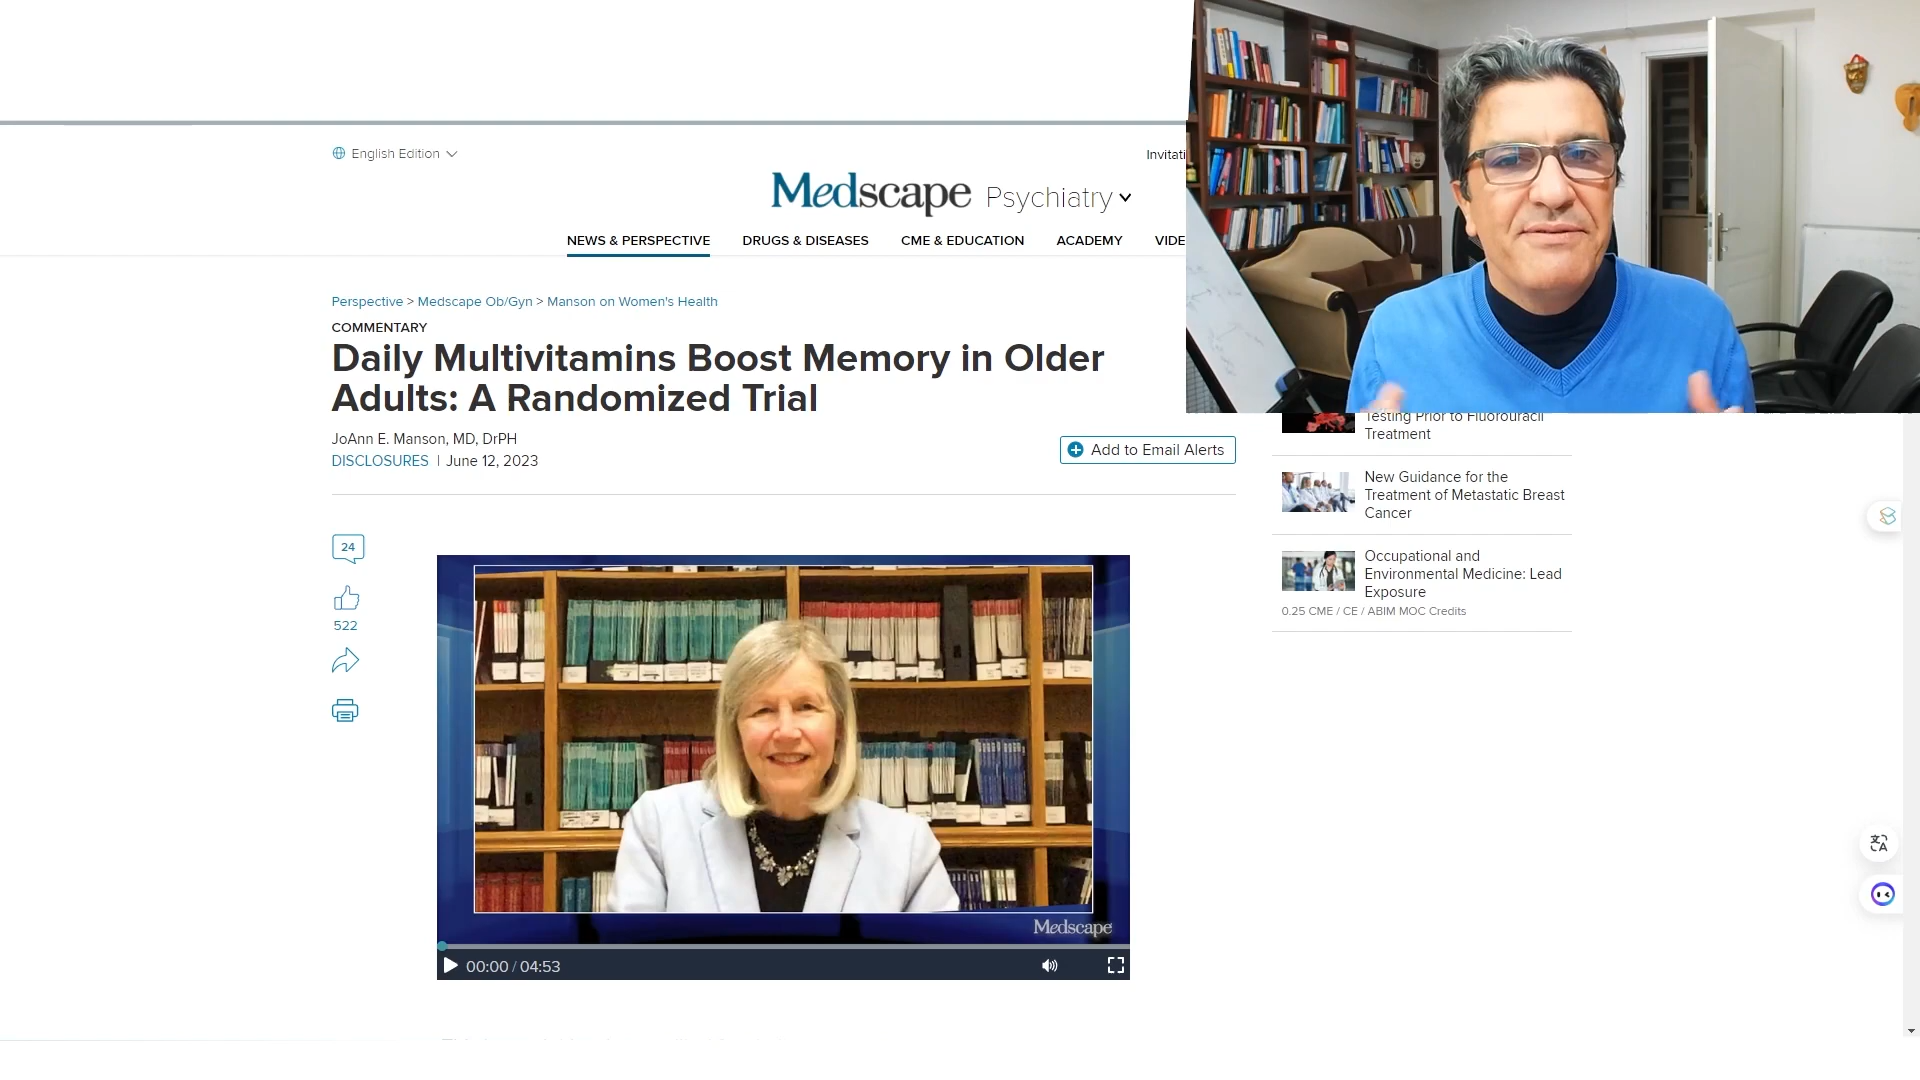 English Edition
Invitati
Medscape Psychiatry
NEWS & PERSPECTIVE DRUGS & DISEASES CME & EDUCATION ACADEMY VIDE
Perspective > Medscape Ob/Gyn > Manson on Women's Health
COMMENTARY
Daily Multivitamins Boost Memory in Older
Adults: A Randomized Trial
JoAnn E. Manson, MD, DrPH
DISCLOSURES | June 12, 2023
Add to Email Alerts
24
522
Medscape
00:00 / 04:53
Testing Prior to Fluorouracil
Treatment
New Guidance for the
Treatment of Metastatic Breast
Cancer
Occupational and
Environmental Medicine: Lead
Exposure
0.25 CME / CE / ABIM MOC Credits